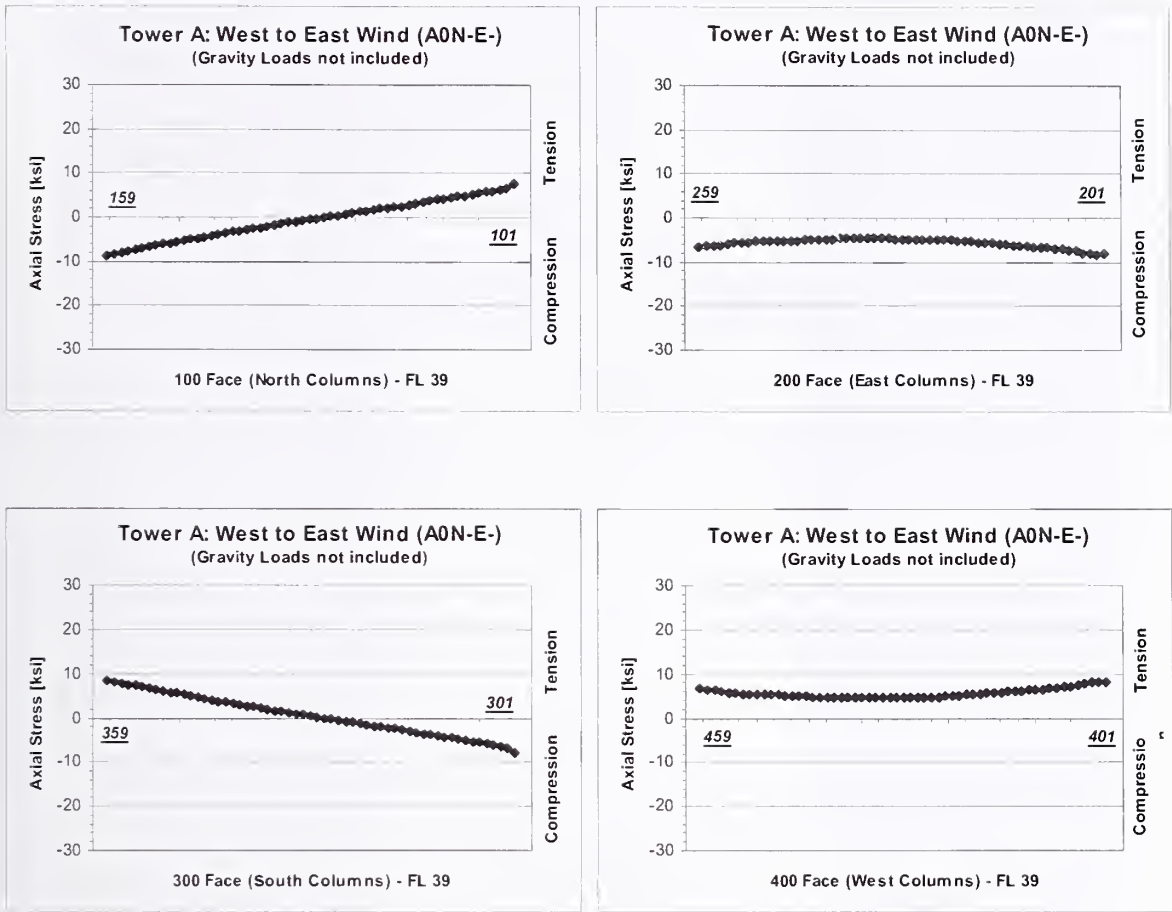 Tower A: West to East Wind (A0N-E-)
(Gravity Loads not included)
30
20
10
0
-10
-20
-30
Axial Stress [ksi]
Tension
Compression
159
101
100 Face (North Columns) - FL 39
Tower A: West to East Wind (A0N-E-)
(Gravity Loads not included)
30
20
10
0
-10
-20
-30
Axial Stress [ksi]
Tension
Compression
259
201
200 Face (East Columns) - FL 39
Tower A: West to East Wind (A0N-E-)
(Gravity Loads not included)
30
20
10
0
-10
-20
-30
Axial Stress [ksi]
Tension
Compression
359
301
300 Face (South Columns) - FL 39
Tower A: West to East Wind (A0N-E-)
(Gravity Loads not included)
30
20
10
0
-10
-20
-30
Axial Stress [ksi]
Tension
Compressio
459
401
400 Face (West Columns) - FL 39